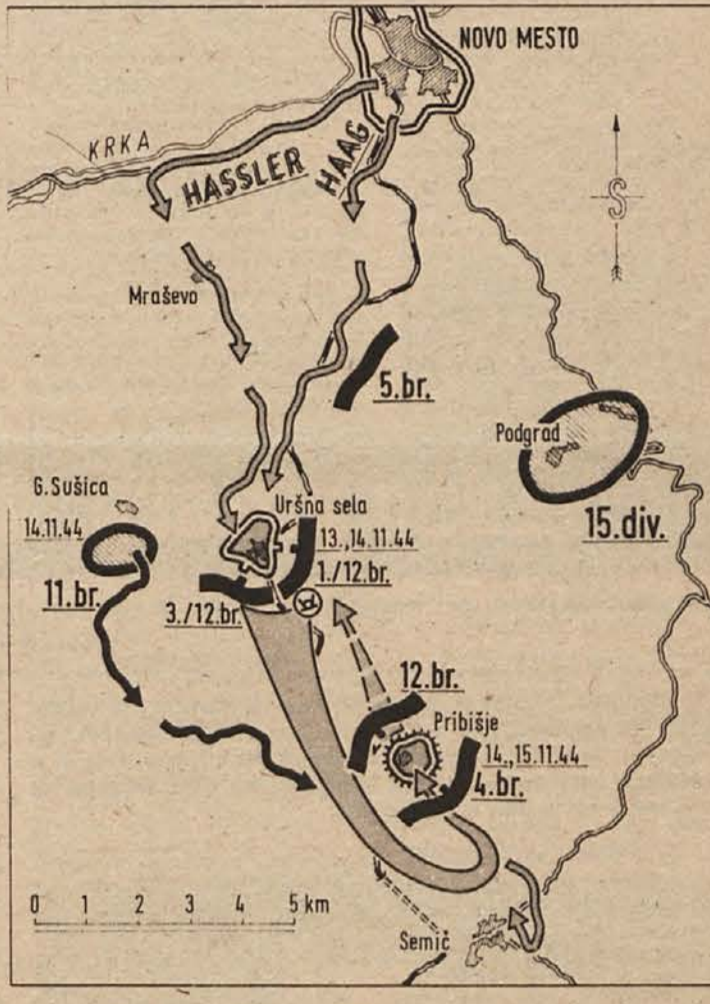 NOVO MESTO
KRKA
HASSLER
HAAG
S
Mraševo
5.br.
Podgrad
15.div.
G.Sušica
14.11.44
11.br.
Uršna sela
13.,14.11.44
1./12.br.
3./12.br.
12.br.
Pribišje
14.,15.11.44
4.br.
0 1 2 3 4 5 km
Semič